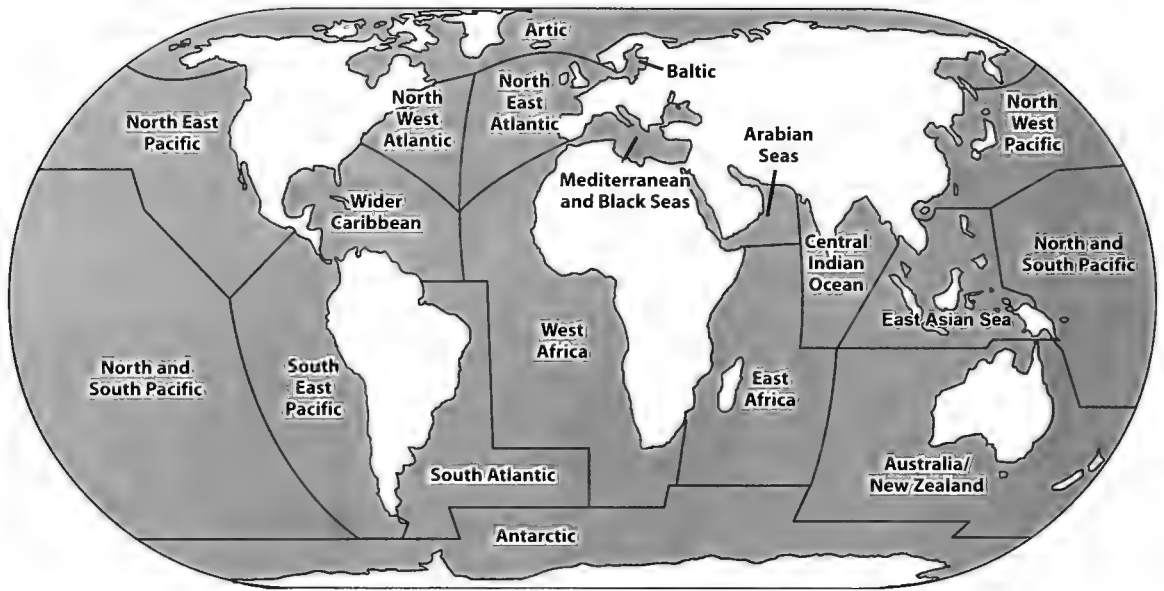 Artic
Baltic
North
East
Atlantic
North
West
Atlantic
North East
Pacific
North
West
Pacific
Arabian
Seas
Mediterranean
and Black Seas
Wider
Caribbean
Central
Indian
Ocean
North and
South Pacific
East Asian Sea
West
Africa
North and
South Pacific
South
East
Pacific
East
Africa
South Atlantic
Australia/
New Zealand
Antarctic